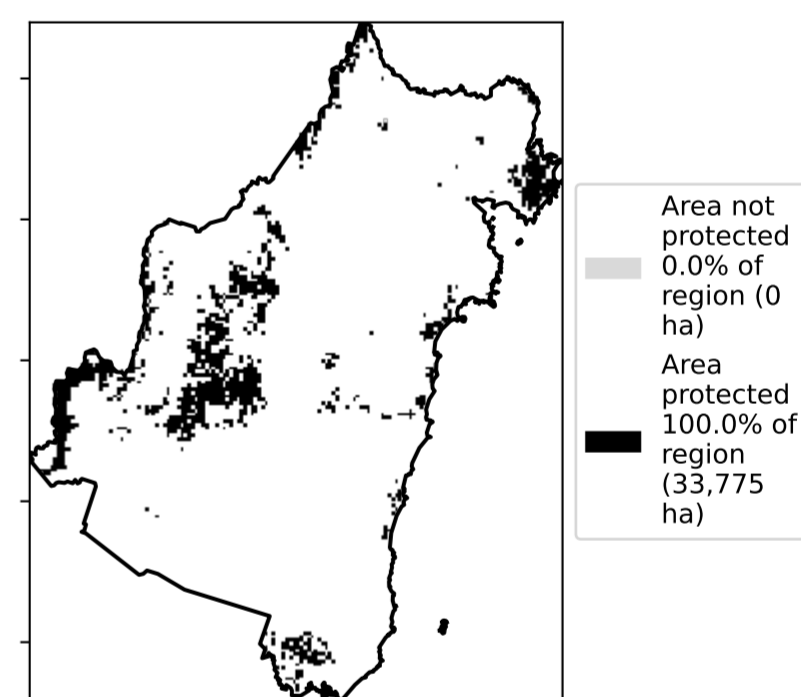 Area not
protected
0.0% of
region (0
ha)
Area
protected
100.0% of
region
(33,775
ha)